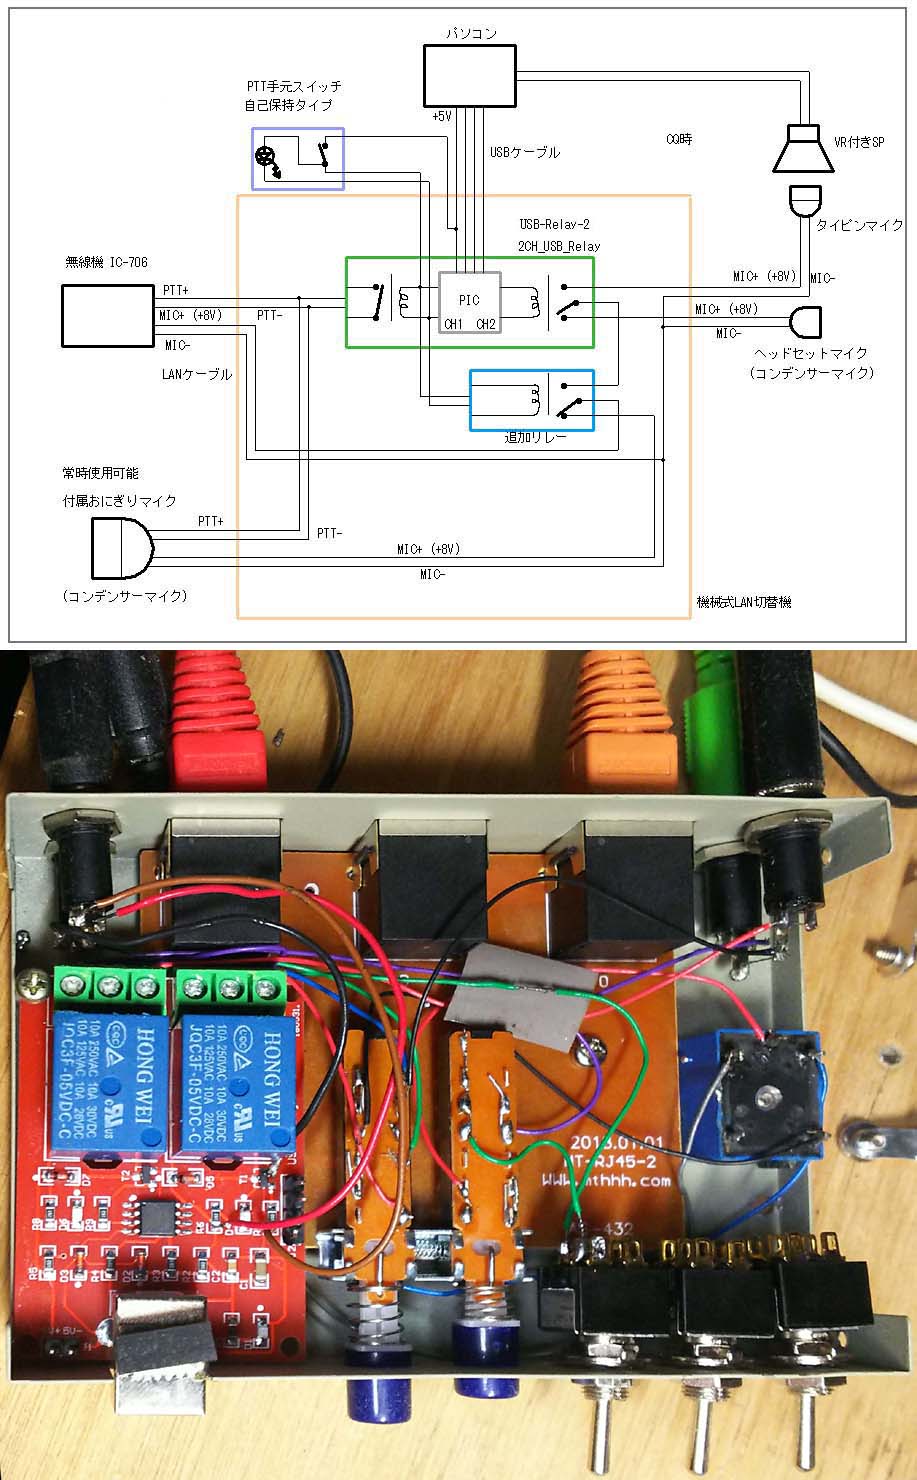 パソコン
PTT手元スイッチ
自己保持タイプ
+5V
USBケーブル
CQ時
VR付きSP
タイピンマイク
USB-Relay-2
2CH_USB_Relay
無線機 IC-706
PTT+
MIC+ (+8V)
PTT-
MIC-
LANケーブル
PIC
CH1 CH2
MIC+ (+8V)
MIC-
MIC+ (+8V)
MIC-
ヘッドセットマイク
(コンデンサーマイク)
追加リレー
常時使用可能
付属おにぎりマイク
PTT+
PTT-
MIC+ (+8V)
MIC-
(コンデンサーマイク)
機械式LAN切替機
HONG WEI
JQC3F-05VDC-C
10A 250VAC 10A 30VDC
10A 125VAC 10A 28VDC
HONG WEI
JQC3F-05VDC-C
10A 250VAC 10A 30VDC
10A 125VAC 10A 28VDC
2013.01.01
MT-RJ45-2
www.mthhh.com